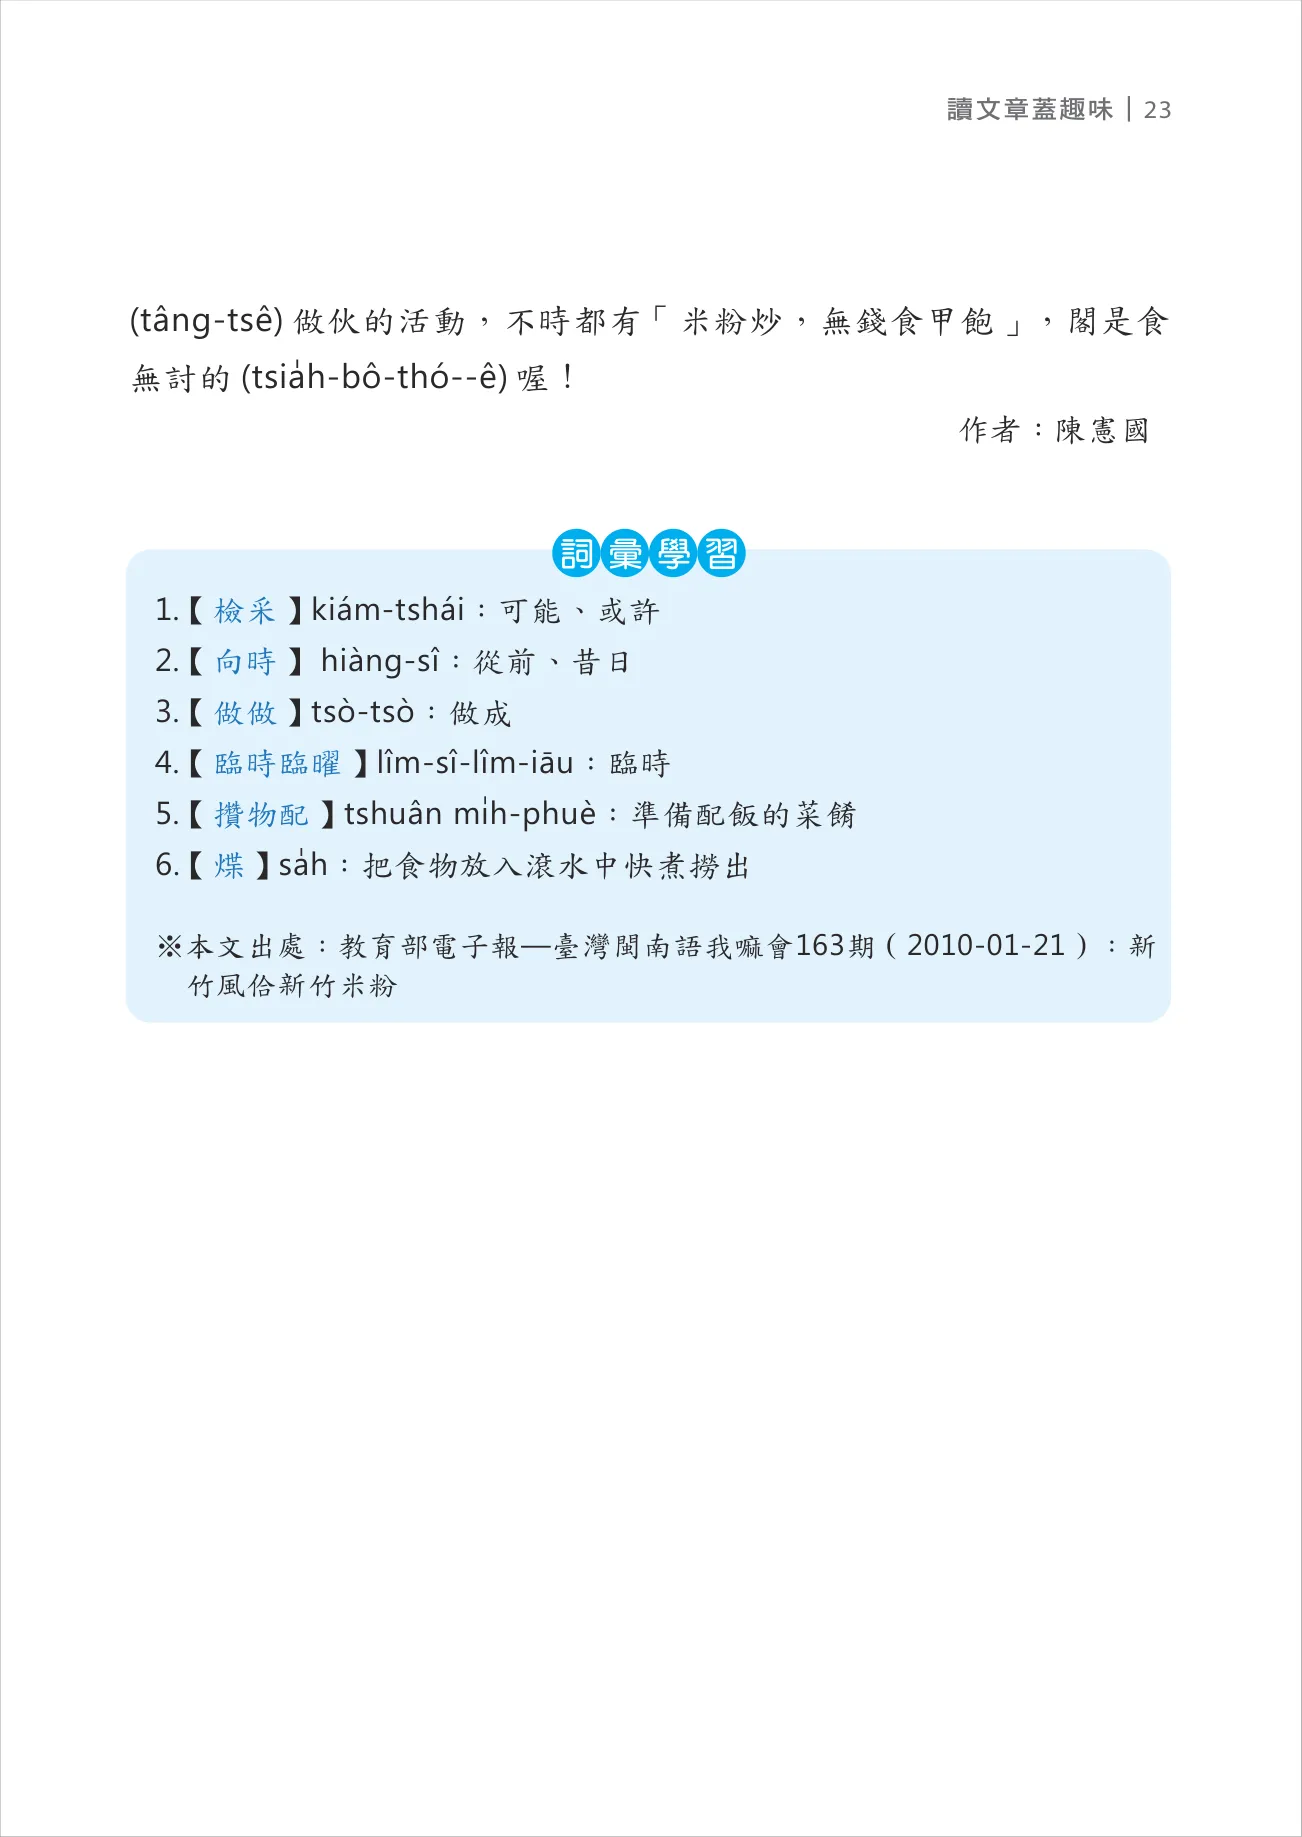 讀文章蓋趣味｜23
(tâng-tsê) 做伙的活動，不時都有「米粉炒，無錢食甲飽」，閣是食
無討的 (tsia̍h-bô-thó--ê) 喔！
作者：陳憲國
詞彙學習
1.【檢采】kiám-tshái：可能、或許
2.【向時】 hiàng-sî：從前、昔日
3.【做做】tsò-tsò：做成
4.【臨時臨曜】lîm-sî-lîm-iāu：臨時
5.【攢物配】tshuân mi̍h-phuè：準備配飯的菜餚
6.【煠】sa̍h：把食物放入滾水中快煮撈出
※本文出處：教育部電子報—臺灣閩南語我嘛會163期（2010-01-21）：新
竹風佮新竹米粉